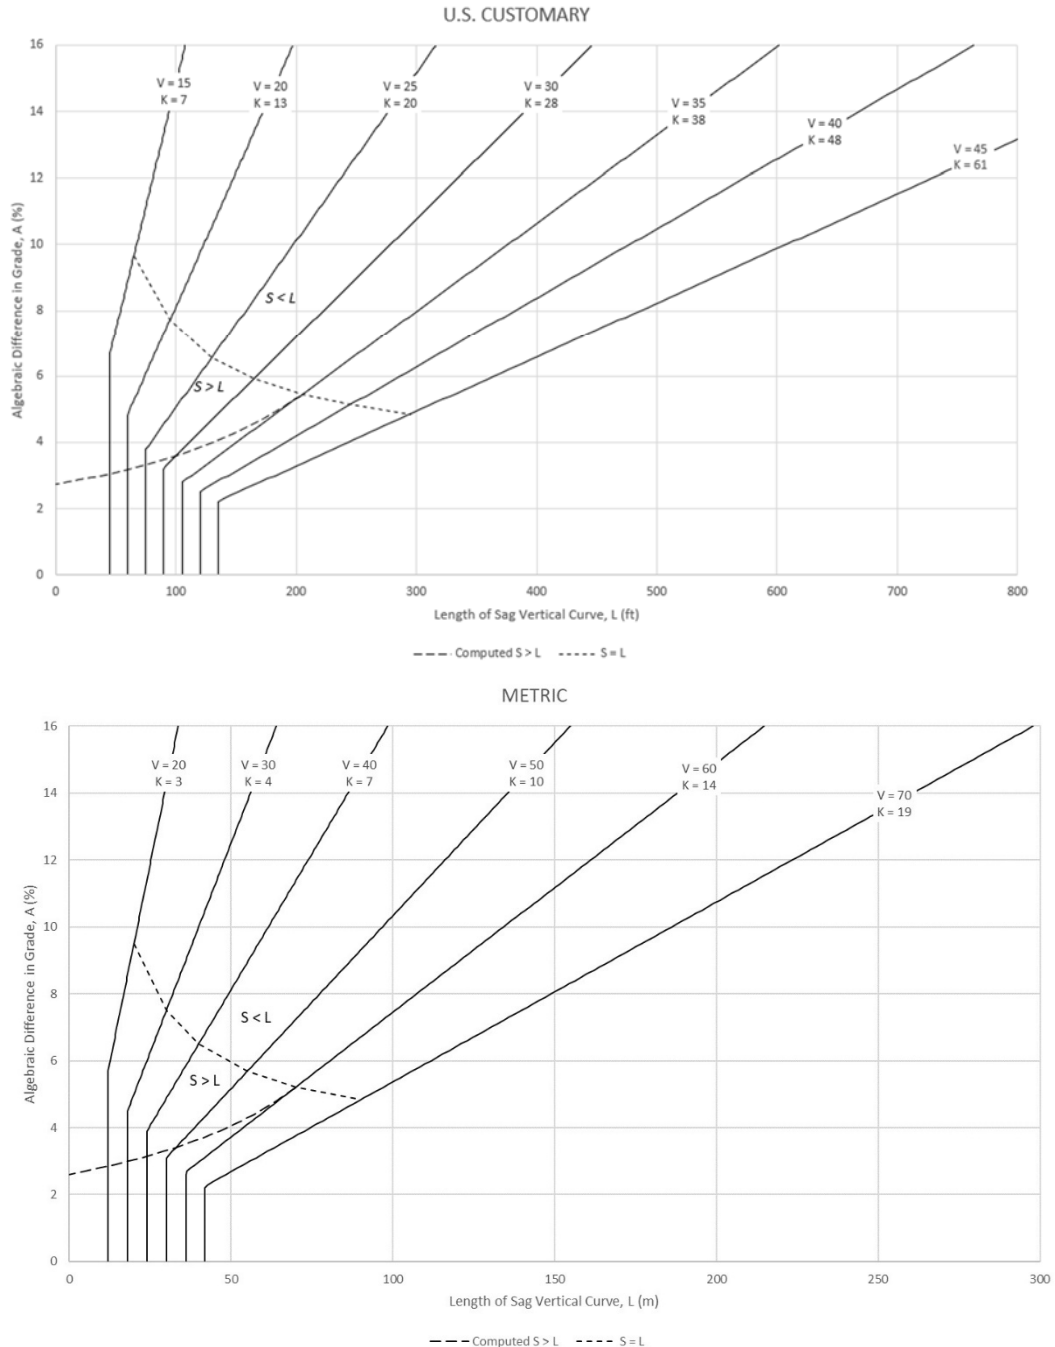 U.S. CUSTOMARY
Algebraic Difference in Grade, A (%)
16
14
12
10
8
6
4
2
0
V = 15
K = 7
V = 20
K = 13
V = 25
K = 20
V = 30
K = 28
V = 35
K = 38
V = 40
K = 48
V = 45
K = 61
S < L
S > L
0 100 200 300 400 500 600 700 800
Length of Sag Vertical Curve, L (ft)
Computed S > L S = L
METRIC
Algebraic Difference in Grade, A (%)
16
14
12
10
8
6
4
2
0
V = 20
K = 3
V = 30
K = 4
V = 40
K = 7
V = 50
K = 10
V = 60
K = 14
V = 70
K = 19
S < L
S > L
0 50 100 150 200 250 300
Length of Sag Vertical Curve, L (m)
Computed S > L S = L